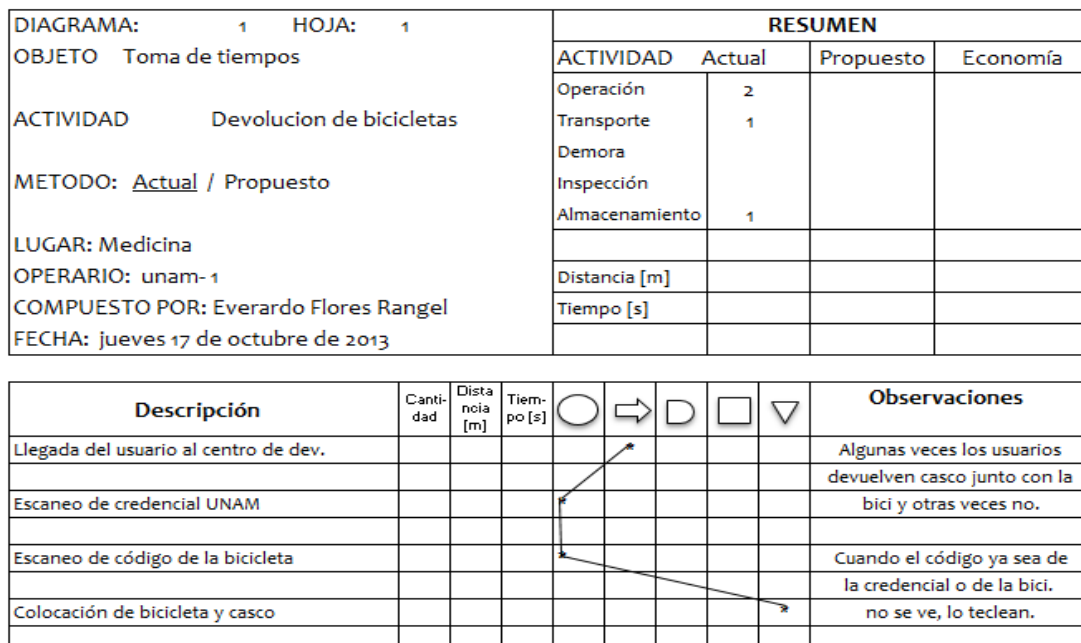 DIAGRAMA: 1 HOJA: 1
OBJETO Toma de tiempos
ACTIVIDAD Devolucion de bicicletas
METODO: Actual / Propuesto
LUGAR: Medicina
OPERARIO: unam- 1
COMPUESTO POR: Everardo Flores Rangel
FECHA: jueves 17 de octubre de 2013
RESUMEN
ACTIVIDAD Actual Propuesto Economía
Operación 2
Transporte 1
Demora
Inspección
Almacenamiento 1
Distancia [m]
Tiempo [s]
Descripción Canti-dad Distancia [m] Tiem-po [s] Observaciones
Llegada del usuario al centro de dev. Algunas veces los usuarios
devuelven casco junto con la
Escaneo de credencial UNAM bici y otras veces no.
Escaneo de código de la bicicleta Cuando el código ya sea de
la credencial o de la bici.
Colocación de bicicleta y casco no se ve, lo teclean.